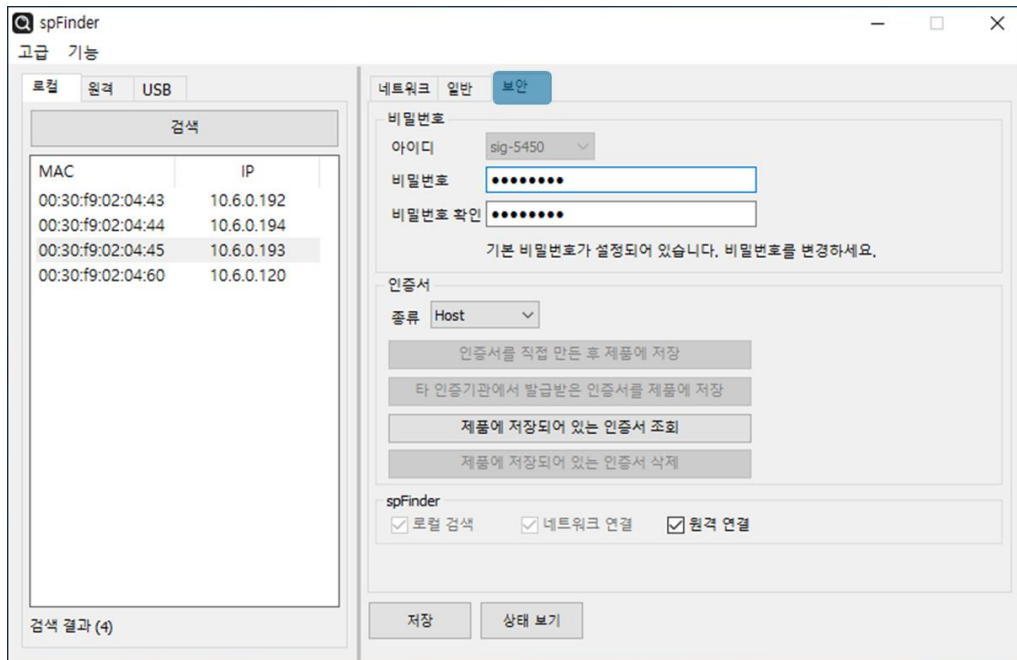 spFinder
고급 기능
로컬 원격 USB
검색
MAC IP
00:30:f9:02:04:43 10.6.0.192
00:30:f9:02:04:44 10.6.0.194
00:30:f9:02:04:45 10.6.0.193
00:30:f9:02:04:60 10.6.0.120
검색 결과 (4)
네트워크 일반 보안
비밀번호
아이디 sig-5450
비밀번호 ●●●●●●●●
비밀번호 확인 ●●●●●●●●
기본 비밀번호가 설정되어 있습니다. 비밀번호를 변경하세요.
인증서
종류 Host
인증서를 직접 만든 후 제품에 저장
타 인증기관에서 발급받은 인증서를 제품에 저장
제품에 저장되어 있는 인증서 조회
제품에 저장되어 있는 인증서 삭제
spFinder
로컬 검색 네트워크 연결 원격 연결
저장 상태 보기